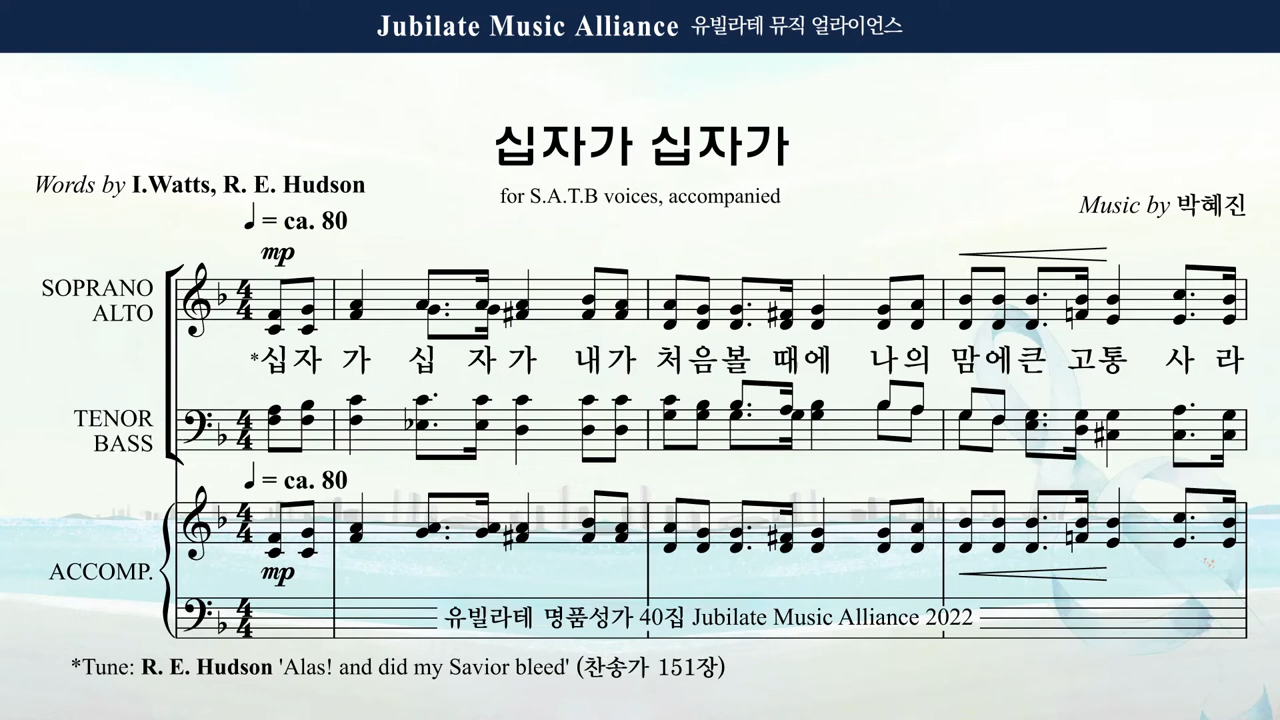 Jubilate Music Alliance 유빌라테 뮤직 얼라이언스
십자가 십자가
Words by I.Watts, R. E. Hudson
for S.A.T.B voices, accompanied
Music by 박혜진
♩ = ca. 80
mp
SOPRANO
ALTO
*십자 가 십 자 가 내가 처음볼 때에 나의 맘에큰 고통 사 라
TENOR
BASS
♩ = ca. 80
ACCOMP.
mp
유빌라테 명품성가 40집 Jubilate Music Alliance 2022
*Tune: R. E. Hudson 'Alas! and did my Savior bleed' (찬송가 151장)